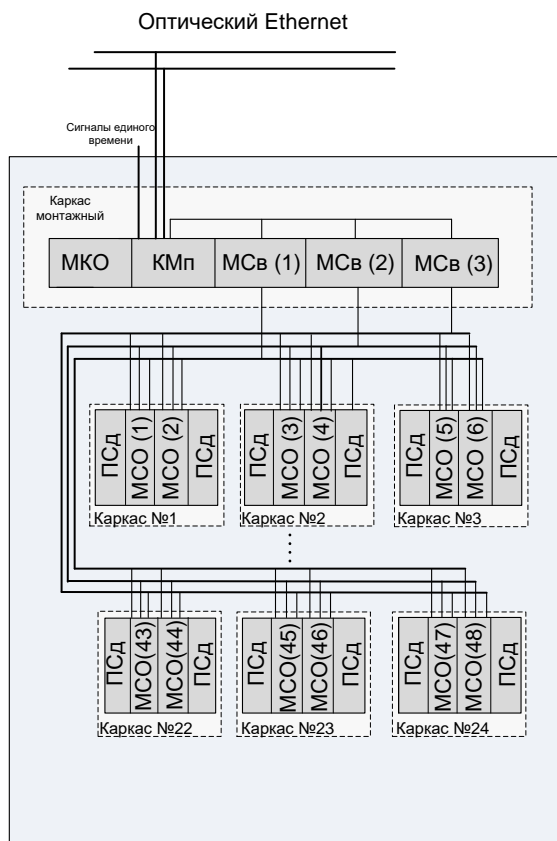 Оптический Ethernet
Сигналы единого
времени
Каркас
монтажный
МКО
КМп
МСв (1)
МСв (2)
МСв (3)
ПСд
МСО (1)
МСО (2)
ПСд
Каркас №1
ПСд
МСО (3)
МСО (4)
ПСд
Каркас №2
ПСд
МСО (5)
МСО (6)
ПСд
Каркас №3
ПСд
МСО(43)
МСО(44)
ПСд
Каркас №22
ПСд
МСО(45)
МСО(46)
ПСд
Каркас №23
ПСд
МСО(47)
МСО(48)
ПСд
Каркас №24